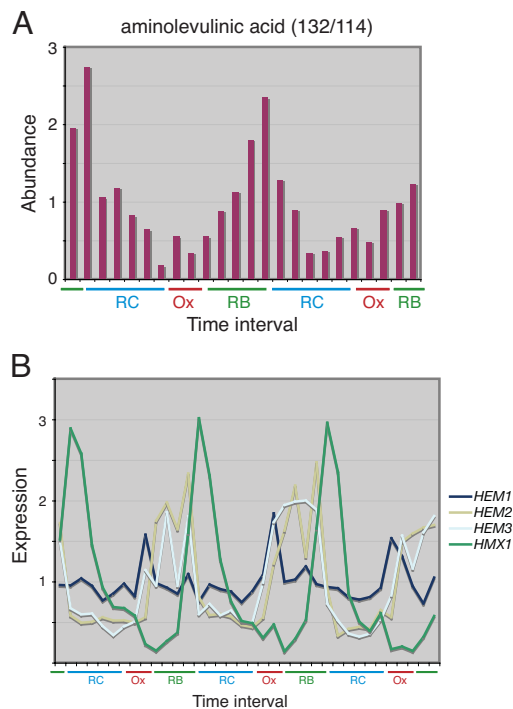 A
aminolevulinic acid (132/114)
3
2
1
0
Abundance
RC Ox RB RC Ox RB
Time interval
B
3
2
1
Expression
HEM1
HEM2
HEM3
HMX1
RC Ox RB RC Ox RB RC Ox
Time interval